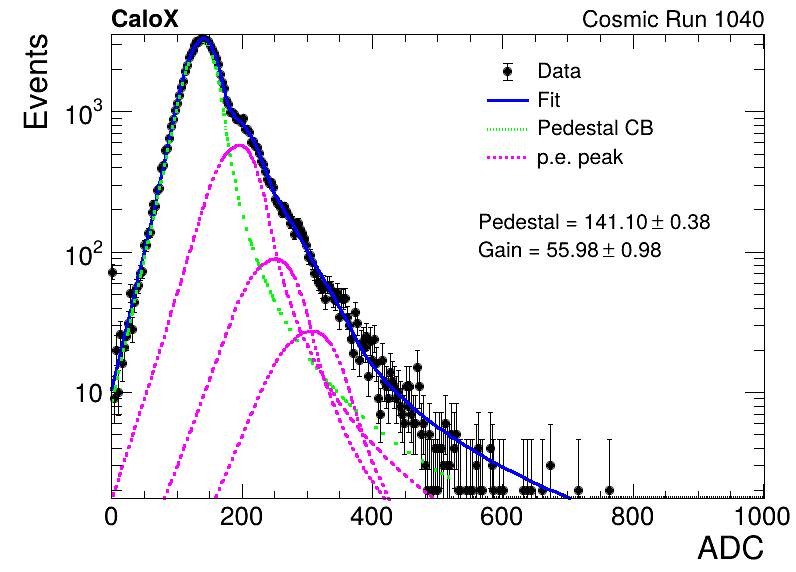 CaloX Cosmic Run 1040
Events
10³
10²
10
Data
Fit
Pedestal CB
p.e. peak
Pedestal = 141.10 ± 0.38
Gain = 55.98 ± 0.98
0 200 400 600 800 1000
ADC